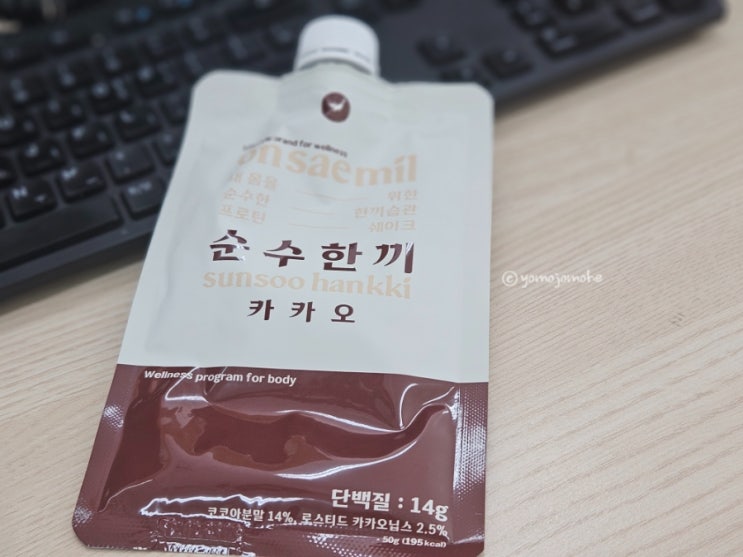 brand for wellness
on saemil
내 몸을 위한
순수한 한끼습관
프로틴 쉐이크
순수한끼
sunsoo hankki
카카오
Wellness program for body
단백질 : 14g
코코아분말 14%, 로스티드 카카오닙스 2.5%
50g (195kcal)
ⓒ yomojomohe